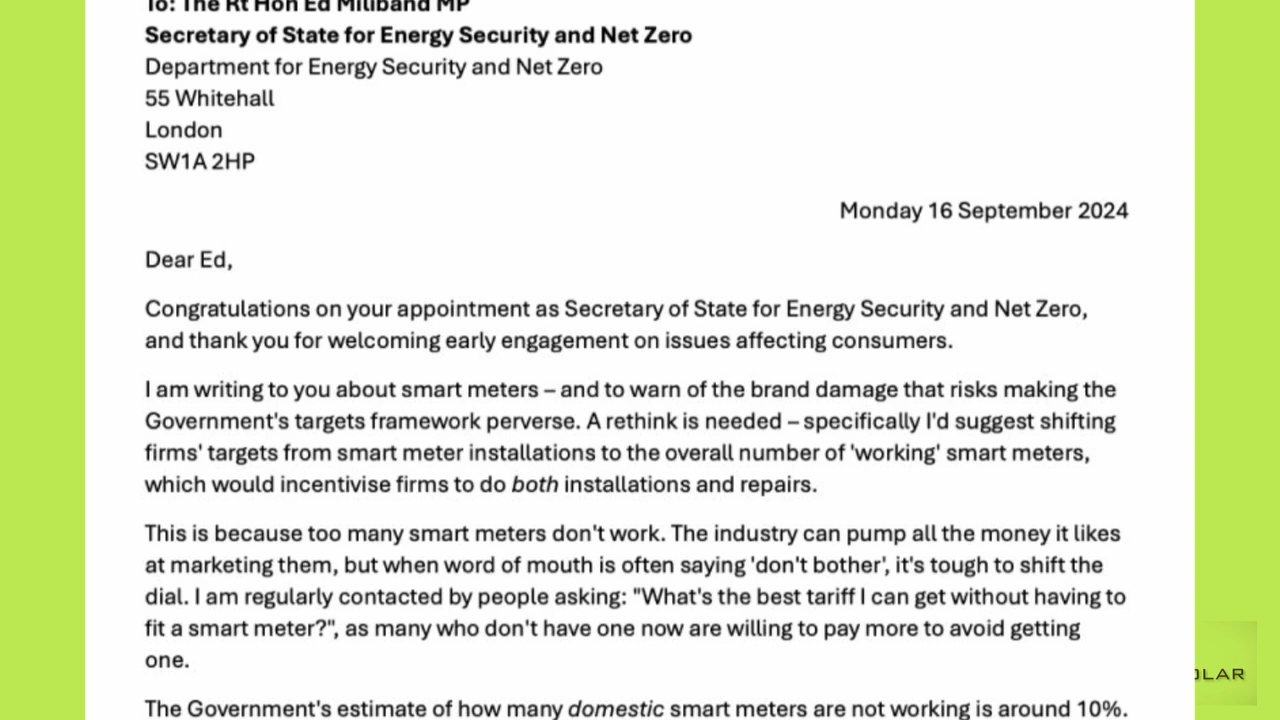 To: The Rt Hon Ed Miliband MP
Secretary of State for Energy Security and Net Zero
Department for Energy Security and Net Zero
55 Whitehall
London
SW1A 2HP
Monday 16 September 2024
Dear Ed,
Congratulations on your appointment as Secretary of State for Energy Security and Net Zero,
and thank you for welcoming early engagement on issues affecting consumers.
I am writing to you about smart meters – and to warn of the brand damage that risks making the
Government's targets framework perverse. A rethink is needed – specifically I'd suggest shifting
firms' targets from smart meter installations to the overall number of 'working' smart meters,
which would incentivise firms to do both installations and repairs.
This is because too many smart meters don't work. The industry can pump all the money it likes
at marketing them, but when word of mouth is often saying 'don't bother', it's tough to shift the
dial. I am regularly contacted by people asking: "What's the best tariff I can get without having to
fit a smart meter?", as many who don't have one now are willing to pay more to avoid getting
one.
The Government's estimate of how many domestic smart meters are not working is around 10%.